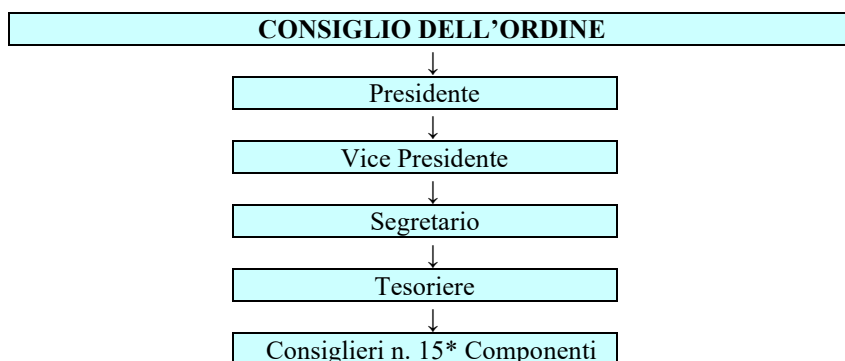 CONSIGLIO DELL’ORDINE
↓
Presidente
↓
Vice Presidente
↓
Segretario
↓
Tesoriere
↓
Consiglieri n. 15* Componenti